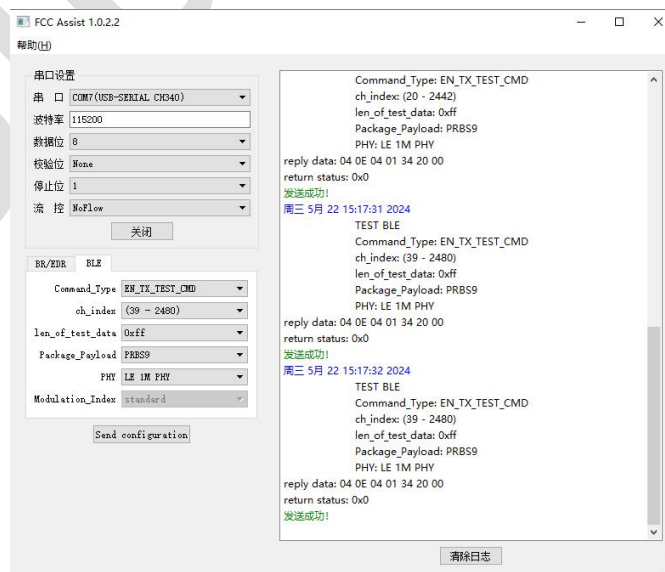 FCC Assist 1.0.2.2
帮助(H)
串口设置
串 口 COM7(USB-SERIAL CH340)
波特率 115200
数据位 8
校验位 None
停止位 1
流 控 NoFlow
关闭
BR/EDR BLE
Command_Type EN_TX_TEST_CMD
ch_index (39 - 2480)
len_of_test_data 0xff
Package_Payload PRBS9
PHY LE 1M PHY
Modulation_Index standard
Send configuration
Command_Type: EN_TX_TEST_CMD
ch_index: (20 - 2442)
len_of_test_data: 0xff
Package_Payload: PRBS9
PHY: LE 1M PHY
reply data: 04 0E 04 01 34 20 00
return status: 0x0
发送成功!
周三 5月 22 15:17:31 2024
TEST BLE
Command_Type: EN_TX_TEST_CMD
ch_index: (39 - 2480)
len_of_test_data: 0xff
Package_Payload: PRBS9
PHY: LE 1M PHY
reply data: 04 0E 04 01 34 20 00
return status: 0x0
发送成功!
周三 5月 22 15:17:32 2024
TEST BLE
Command_Type: EN_TX_TEST_CMD
ch_index: (39 - 2480)
len_of_test_data: 0xff
Package_Payload: PRBS9
PHY: LE 1M PHY
reply data: 04 0E 04 01 34 20 00
return status: 0x0
发送成功!
清除日志